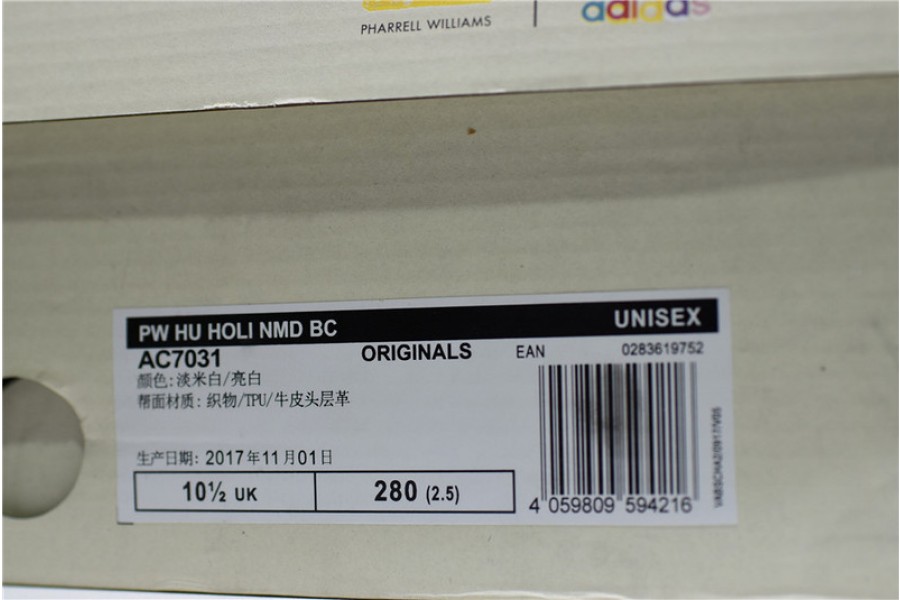 PHARRELL WILLIAMS
adidas
PW HU HOLI NMD BC
UNISEX
AC7031
ORIGINALS
EAN
0283619752
颜色:淡米白/亮白
帮面材质:织物/TPU/牛皮头层革
生产日期:2017年11月01日
10½ UK
280 (2.5)
4 059809 594216